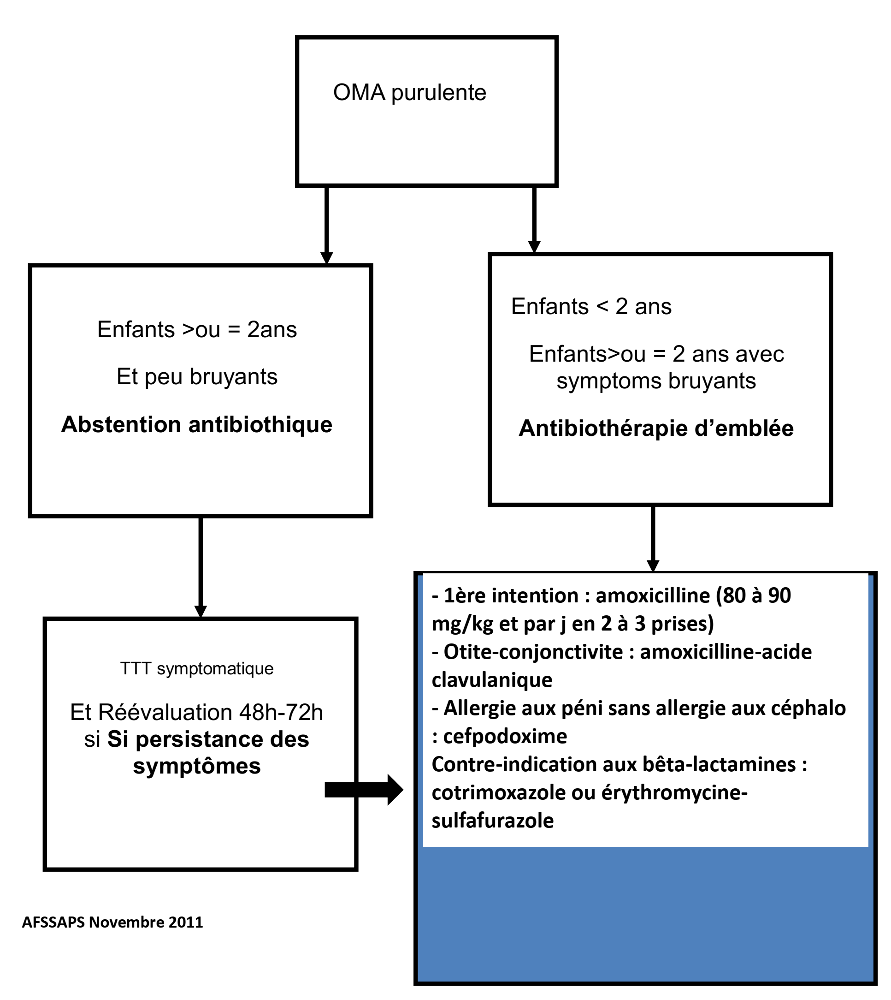 OMA purulente
Enfants >ou = 2ans
Et peu bruyants
Abstention antibiothique
Enfants < 2 ans
Enfants>ou = 2 ans avec
symptoms bruyants
Antibiothérapie d’emblée
TTT symptomatique
Et Réévaluation 48h-72h
si Si persistance des
symptômes
- 1ère intention : amoxicilline (80 à 90
mg/kg et par j en 2 à 3 prises)
- Otite-conjonctivite : amoxicilline-acide
clavulanique
- Allergie aux péni sans allergie aux céphalo
: cefpodoxime
Contre-indication aux bêta-lactamines :
cotrimoxazole ou érythromycine-
sulfafurazole
AFSSAPS Novembre 2011